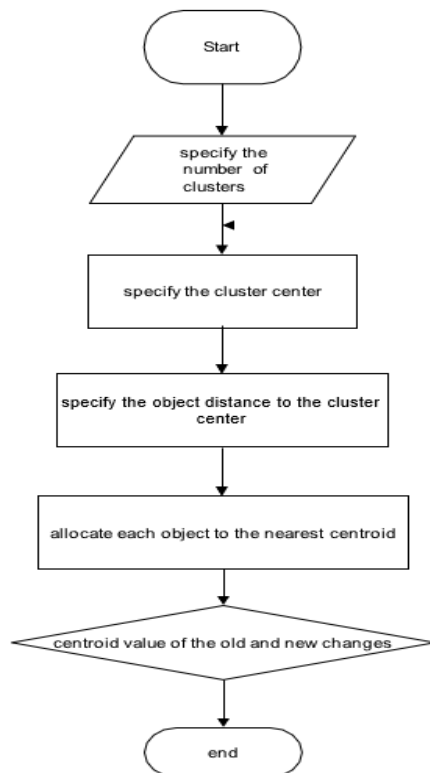 Start
specify the
number of
clusters
specify the cluster center
specify the object distance to the cluster
center
allocate each object to the nearest centroid
centroid value of the old and new changes
end